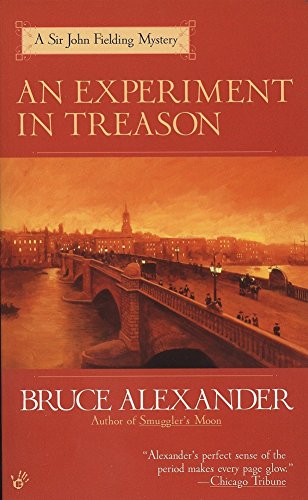 A Sir John Fielding Mystery
AN EXPERIMENT
IN TREASON
BRUCE ALEXANDER
Author of Smuggler's Moon
"Alexander's perfect sense of the
period makes every page glow."
—Chicago Tribune